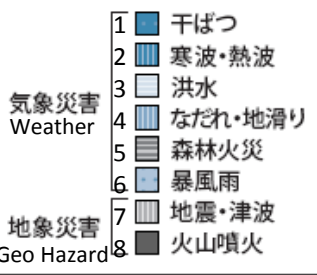 1 干ばつ
2 寒波・熱波
3 洪水
気象災害
Weather
4 なだれ・地滑り
5 森林火災
6 暴風雨
7 地震・津波
地象災害
Geo Hazard
8 火山噴火